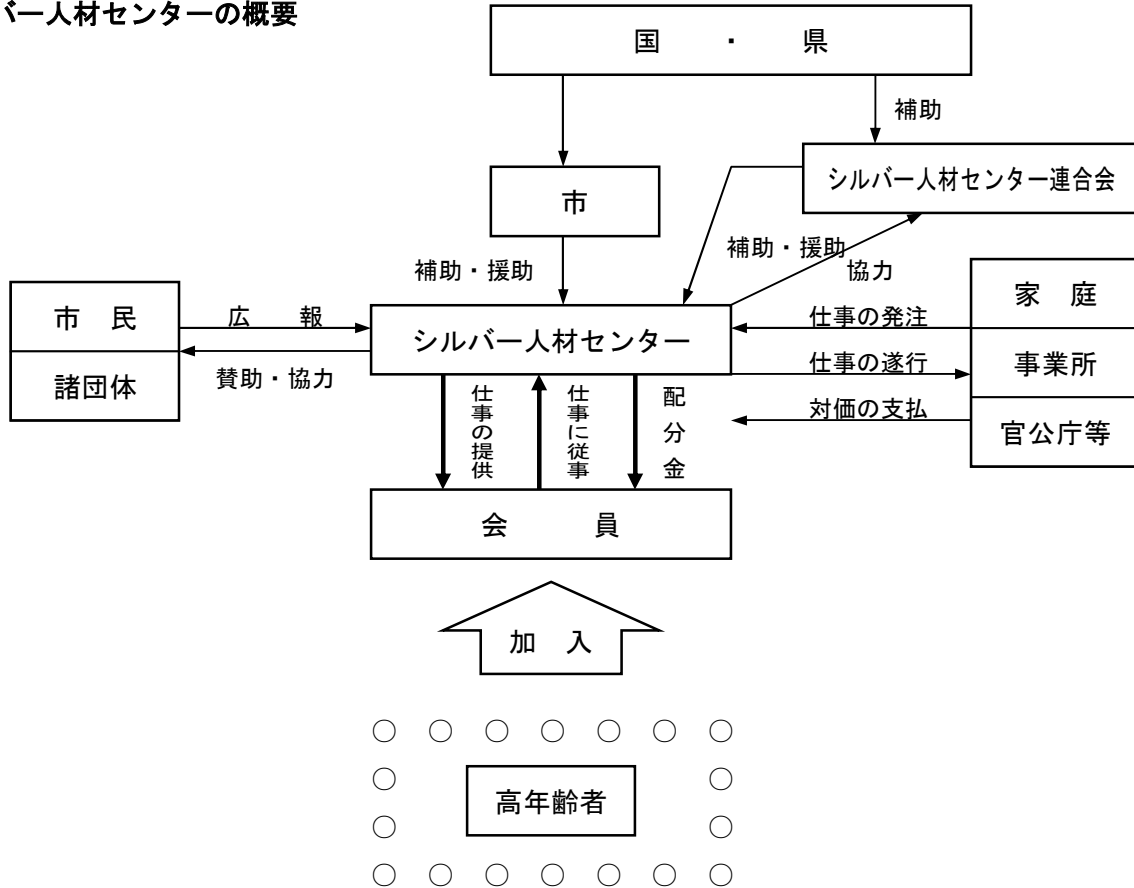 バー人材センターの概要
国 ・ 県
補助
シルバー人材センター連合会
市
補助・援助
補助・援助
協力
市 民
諸団体
広 報
賛助・協力
シルバー人材センター
仕事の発注
仕事の遂行
対価の支払
家 庭
事業所
官公庁等
仕事の提供
仕事に従事
配分金
会 員
加 入
高年齢者